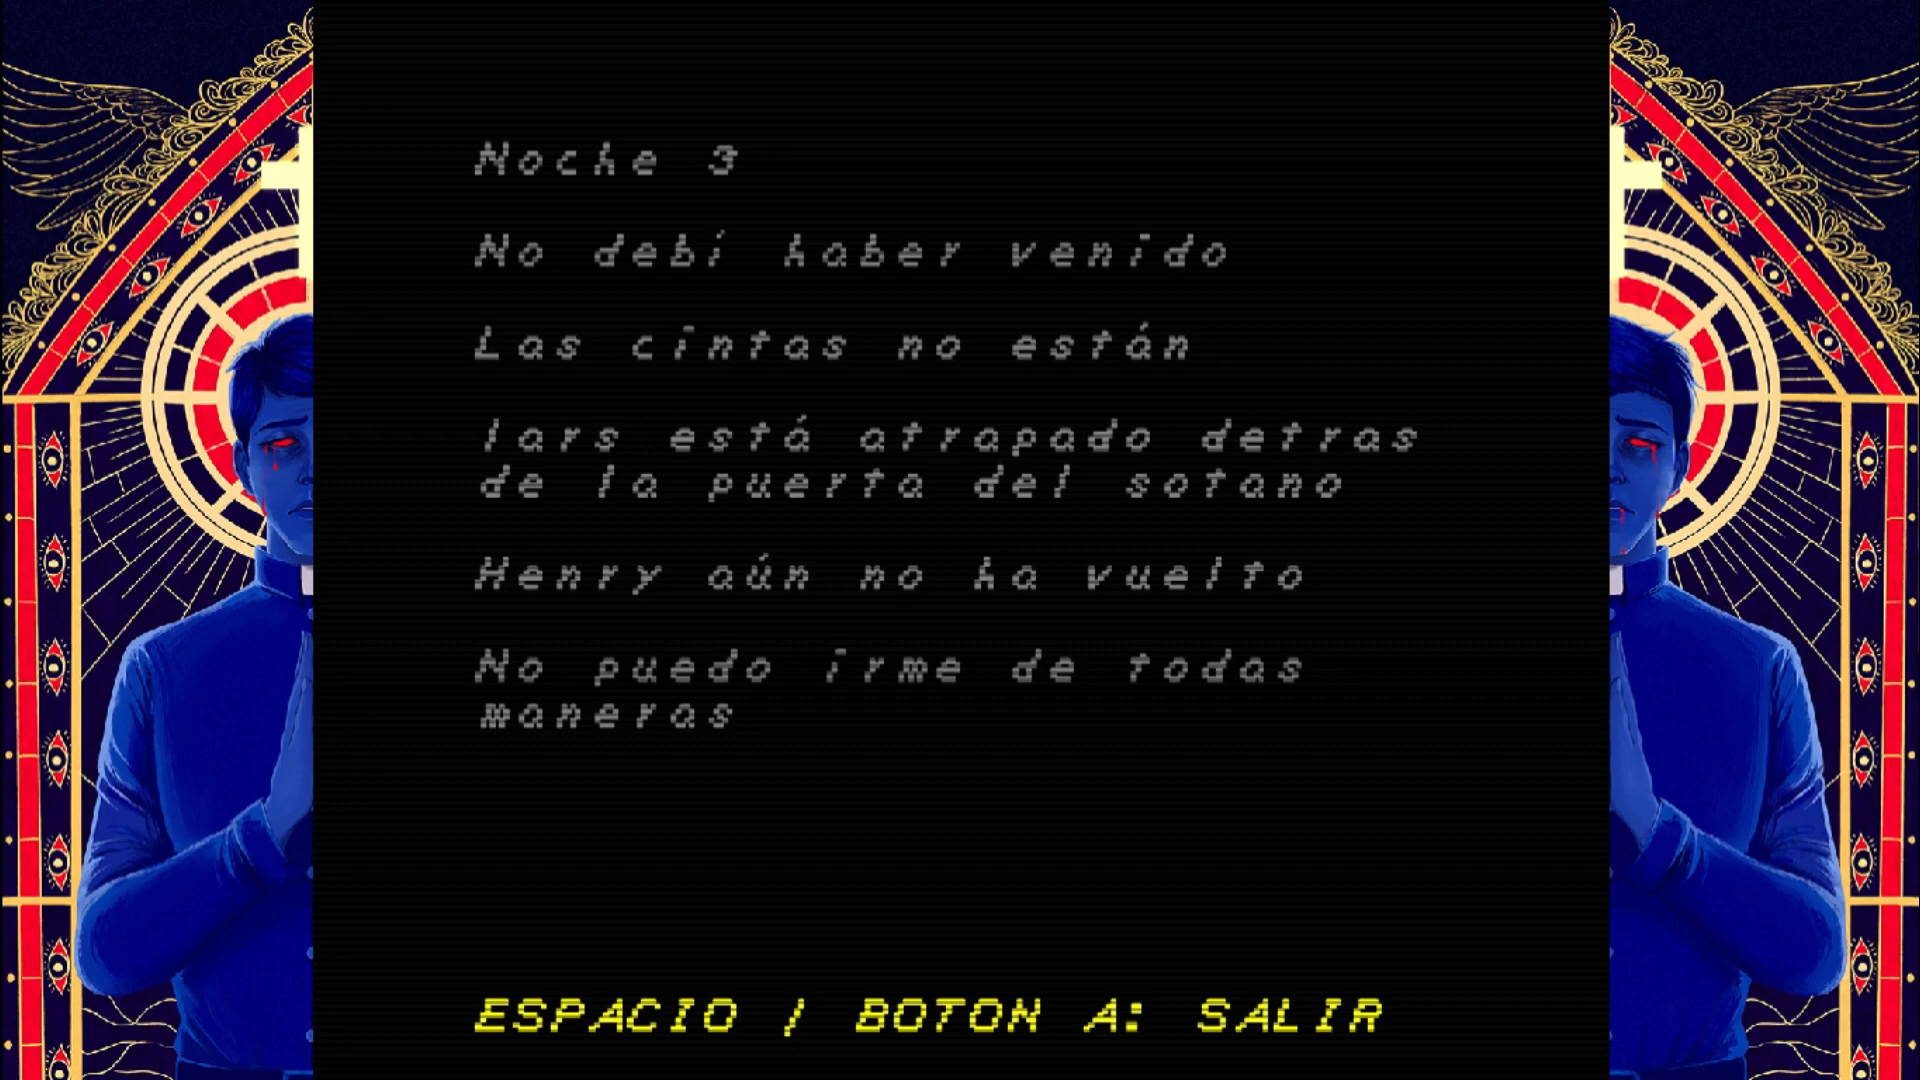 Noche 3
No debí haber venido
Las cintas no están
lars está atrapado detras
de la puerta del sotano
Henry aún no ha vuelto
No puedo irme de todas
maneras
ESPACIO / BOTON A: SALIR